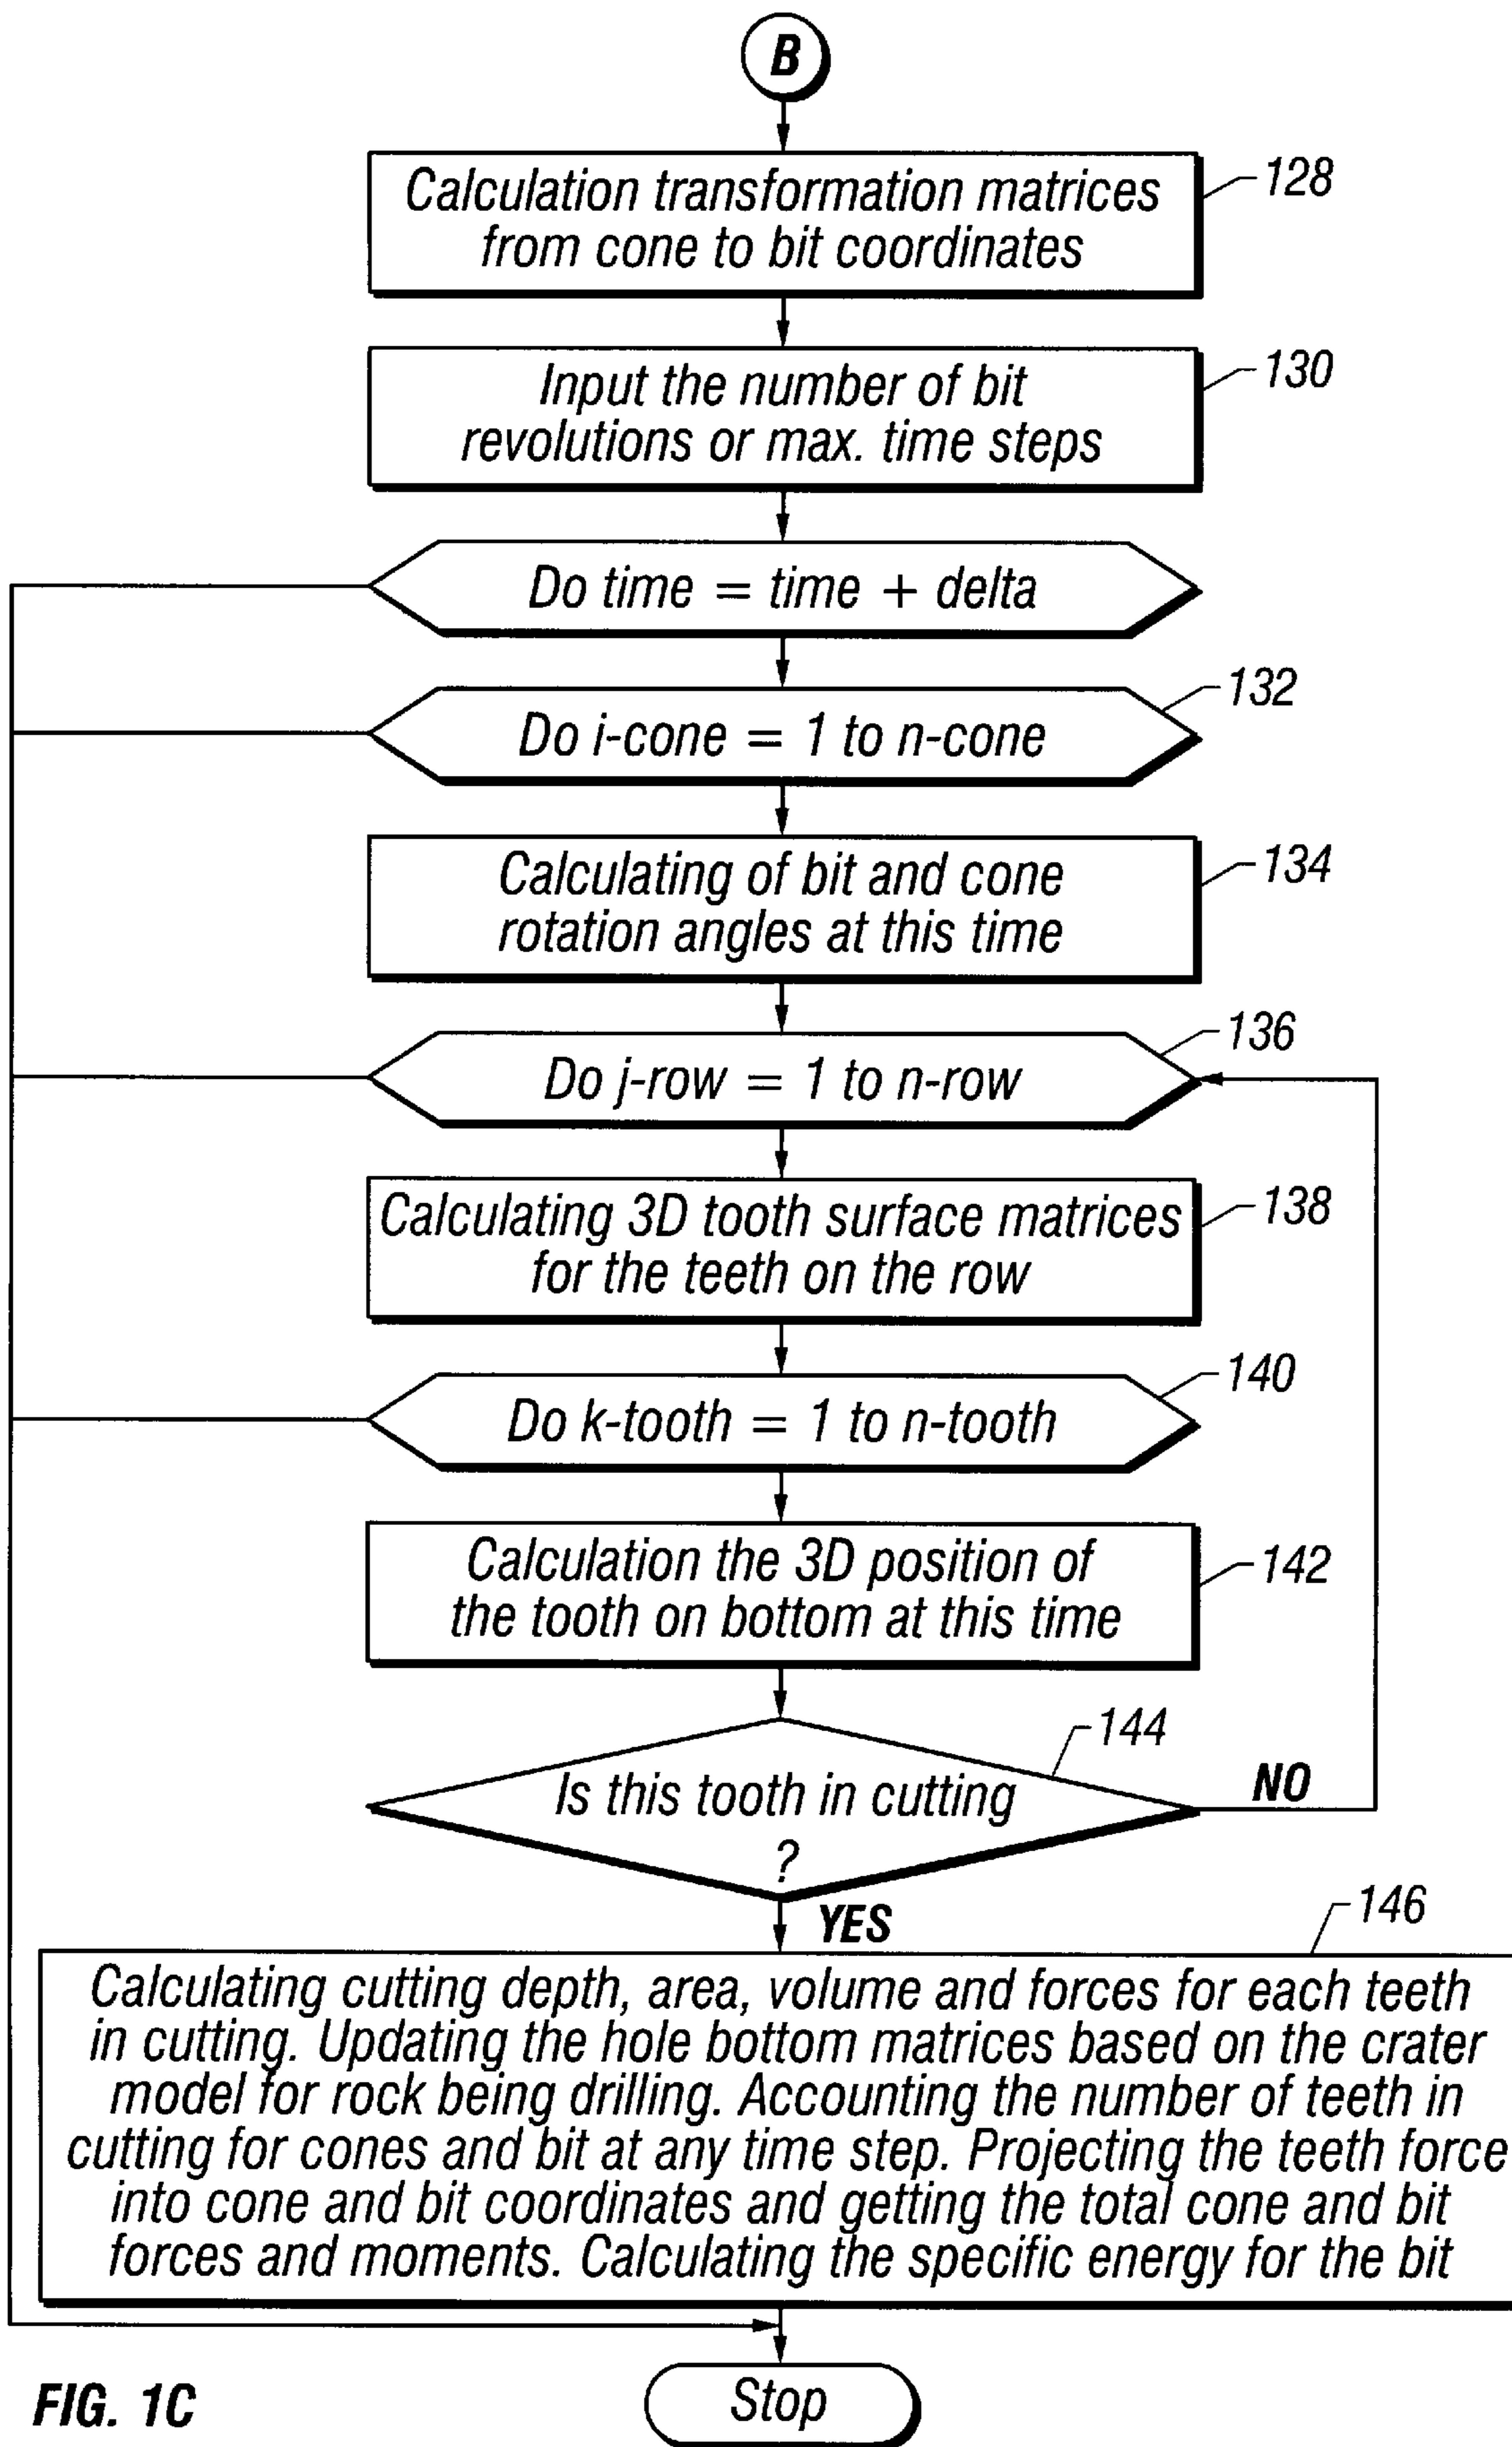 B
Calculation transformation matrices
from cone to bit coordinates
128
Input the number of bit
revolutions or max. time steps
130
Do time = time + delta
Do i-cone = 1 to n-cone
132
Calculating of bit and cone
rotation angles at this time
134
Do j-row = 1 to n-row
136
Calculating 3D tooth surface matrices
for the teeth on the row
138
Do k-tooth = 1 to n-tooth
140
Calculation the 3D position of
the tooth on bottom at this time
142
Is this tooth in cutting
?
144
NO
YES
146
Calculating cutting depth, area, volume and forces for each teeth
in cutting. Updating the hole bottom matrices based on the crater
model for rock being drilling. Accounting the number of teeth in
cutting for cones and bit at any time step. Projecting the teeth force
into cone and bit coordinates and getting the total cone and bit
forces and moments. Calculating the specific energy for the bit
Stop
FIG. 1C